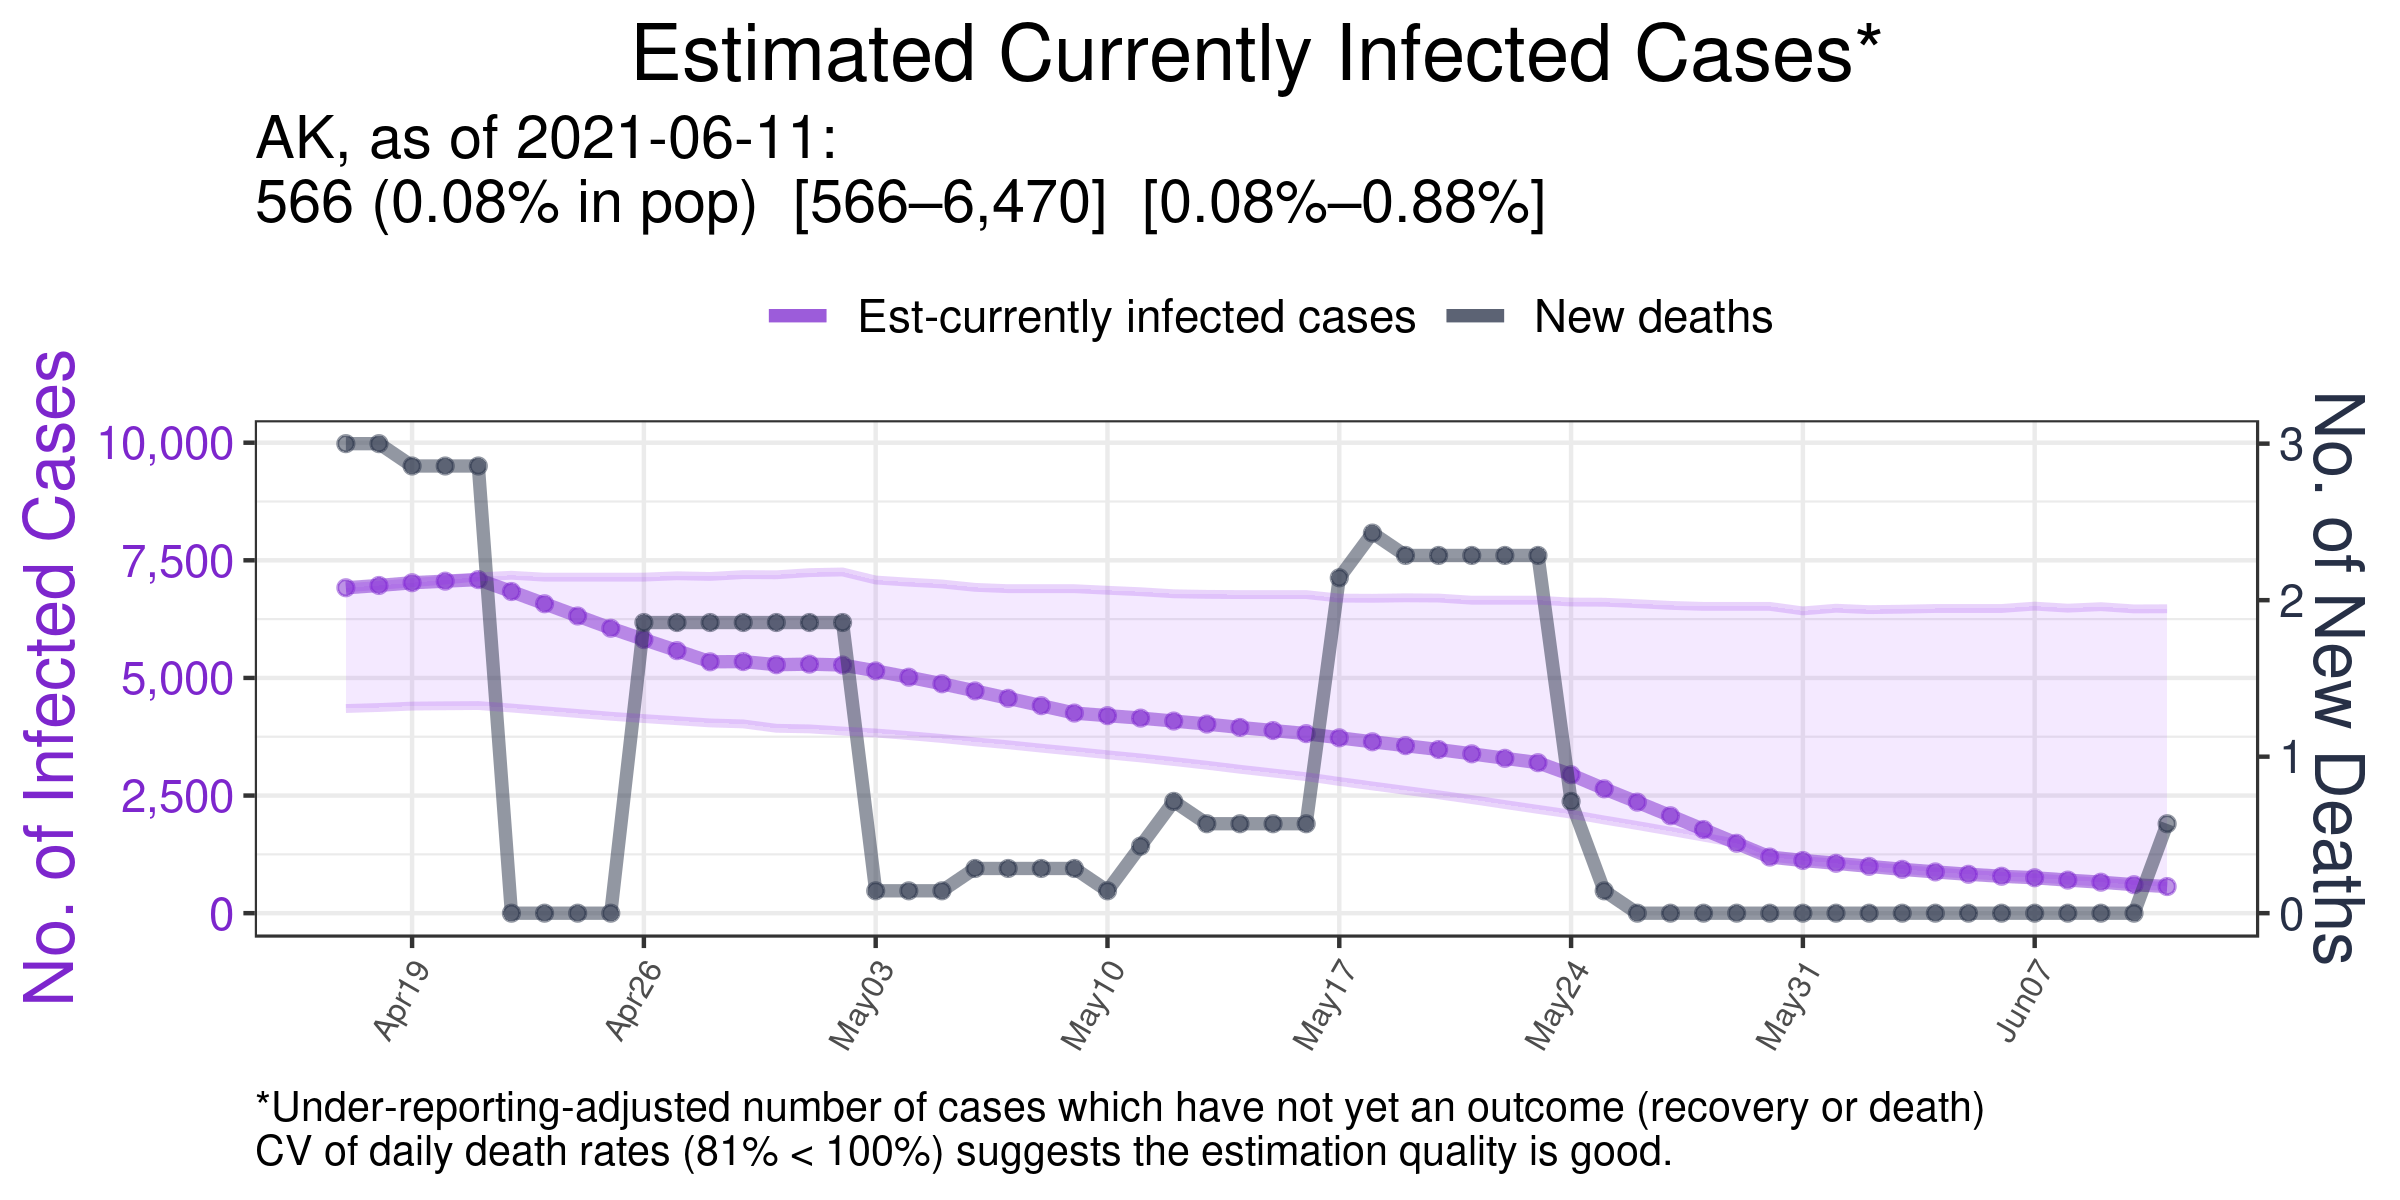 Estimated Currently Infected Cases*
AK, as of 2021-06-11:
566 (0.08% in pop)  [566–6,470]  [0.08%–0.88%]
Est-currently infected cases
New deaths
No. of Infected Cases
10,000
7,500
5,000
2,500
0
3
2
1
0
No. of New Deaths
Apr19
Apr26
May03
May10
May17
May24
May31
Jun07
*Under-reporting-adjusted number of cases which have not yet an outcome (recovery or death)
CV of daily death rates (81% < 100%) suggests the estimation quality is good.